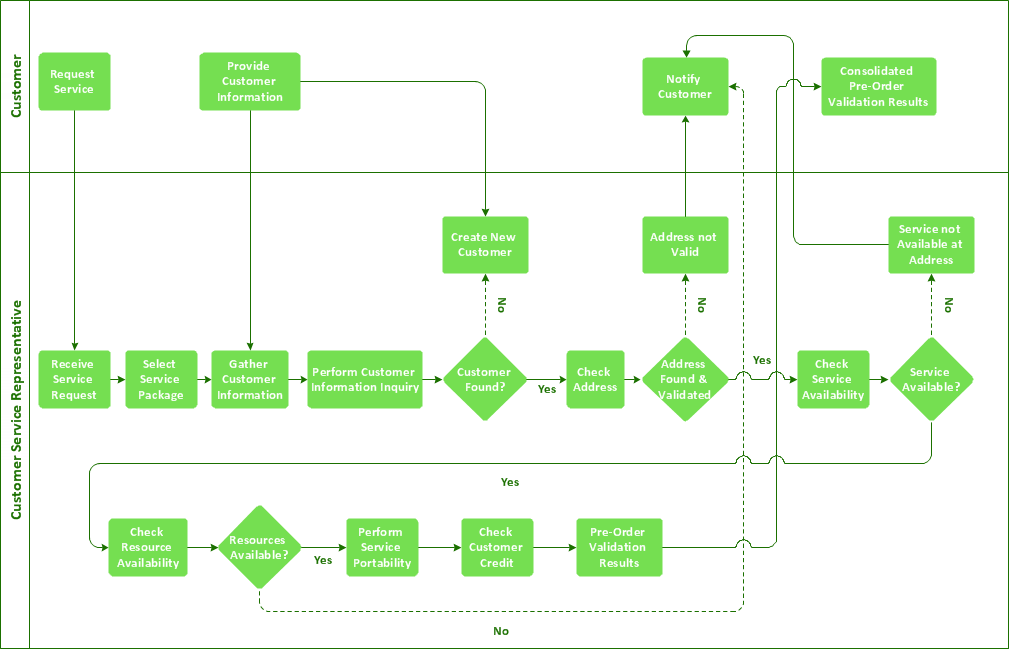 Customer
Request
Service
Provide
Customer
Information
Notify
Customer
Consolidated
Pre-Order
Validation Results
Customer Service Representative
Create New
Customer
Address not
Valid
Service not
Available at
Address
No
No
No
Receive
Service
Request
Select
Service
Package
Gather
Customer
Information
Perform Customer
Information Inquiry
Customer
Found?
Yes
Check
Address
Address
Found &
Validated
Yes
Check
Service
Availability
Service
Available?
Yes
Check
Resource
Availability
Resources
Available?
Yes
Perform
Service
Portability
Check
Customer
Credit
Pre-Order
Validation
Results
No